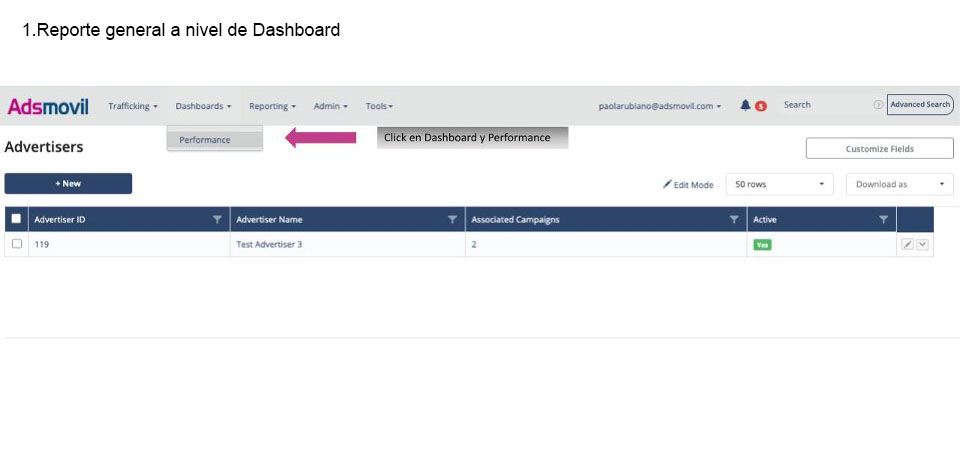 1.Reporte general a nivel de Dashboard
Adsmovil Trafficking Dashboards Reporting Admin Tools paolarubiano@adsmovil.com 5 Search ? Advanced Search
Performance Click en Dashboard y Performance
Advertisers Customize Fields
+ New Edit Mode 50 rows Download as
Advertiser ID Advertiser Name Associated Campaigns Active
119 Test Advertiser 3 2 Yes